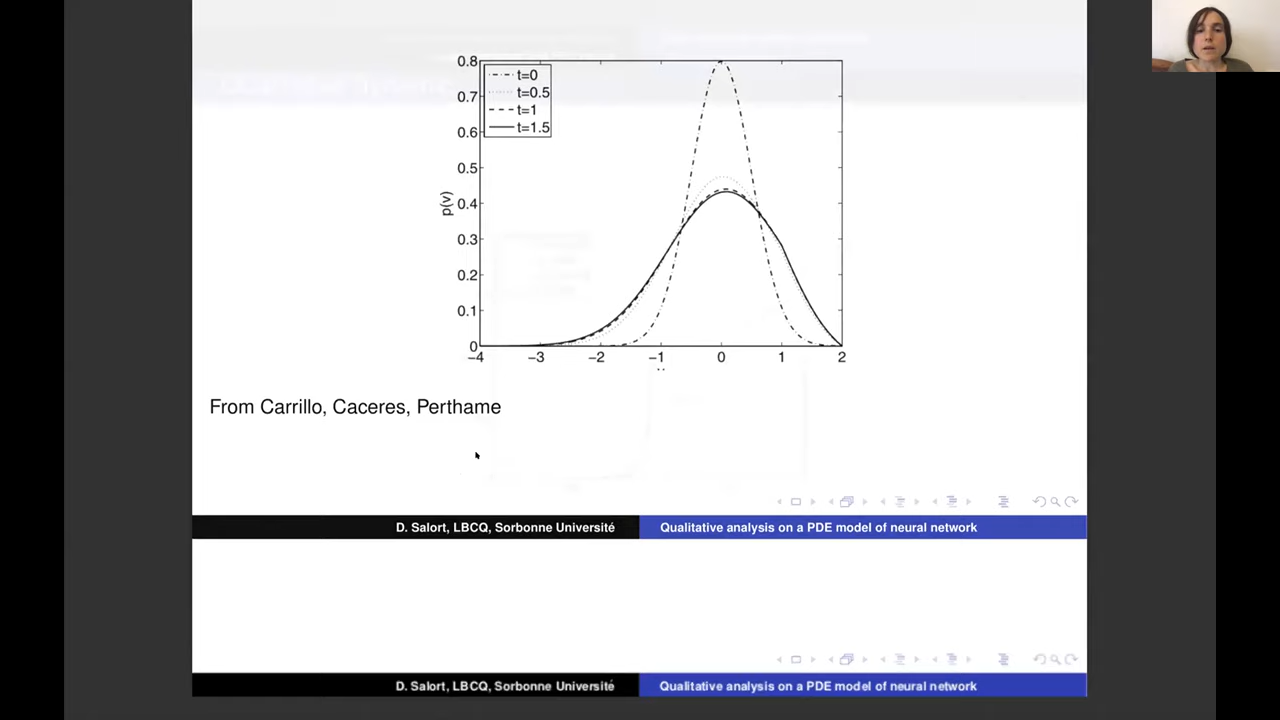 0.8
t=0
t=0.5
t=1
t=1.5
0.7
0.6
0.5
0.4
0.3
0.2
0.1
0
p(v)
−4 −3 −2 −1 0 1 2
From Carrillo, Caceres, Perthame
D. Salort, LBCQ, Sorbonne Université Qualitative analysis on a PDE model of neural network
D. Salort, LBCQ, Sorbonne Université Qualitative analysis on a PDE model of neural network